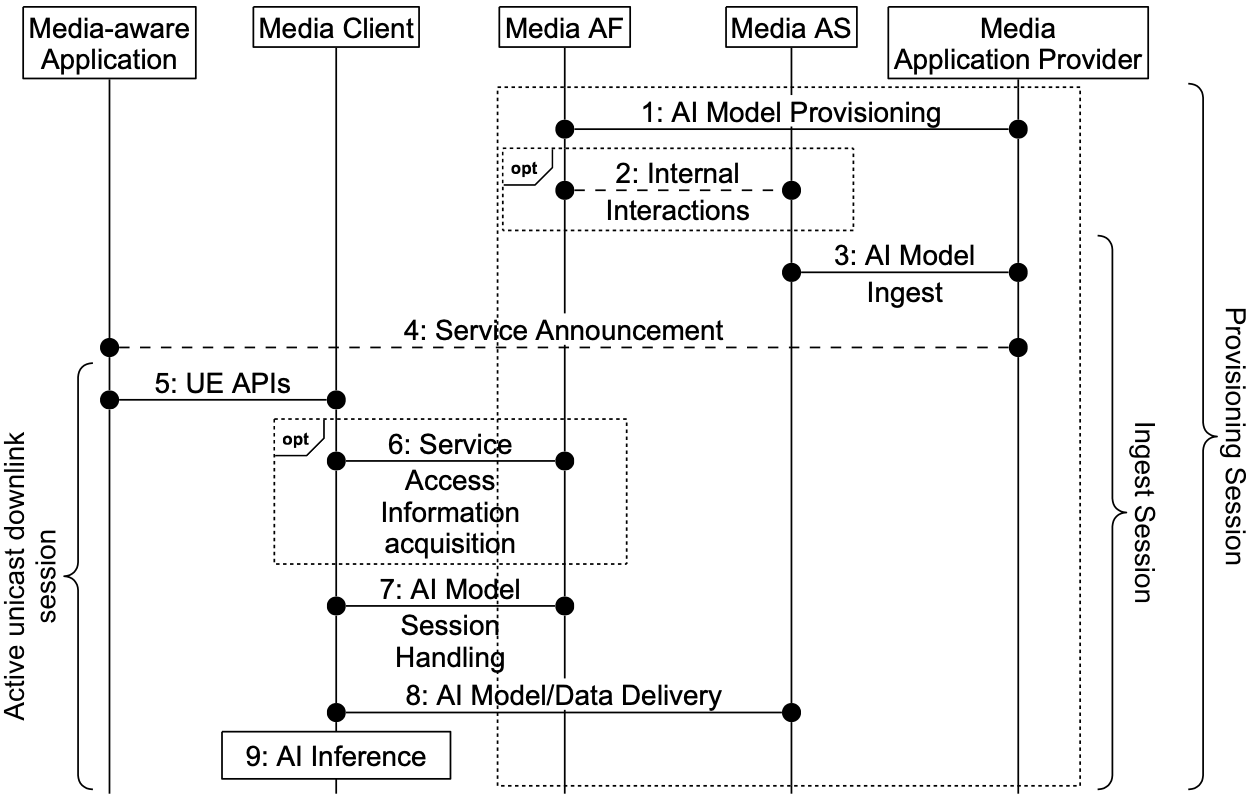 Media-aware
Application
Media Client
Media AF
Media AS
Media
Application Provider
1: AI Model Provisioning
opt
2: Internal
Interactions
3: AI Model
Ingest
4: Service Announcement
5: UE APIs
opt
6: Service
Access
Information
acquisition
7: AI Model
Session
Handling
8: AI Model/Data Delivery
9: AI Inference
Active unicast downlink
session
Ingest Session
Provisioning Session